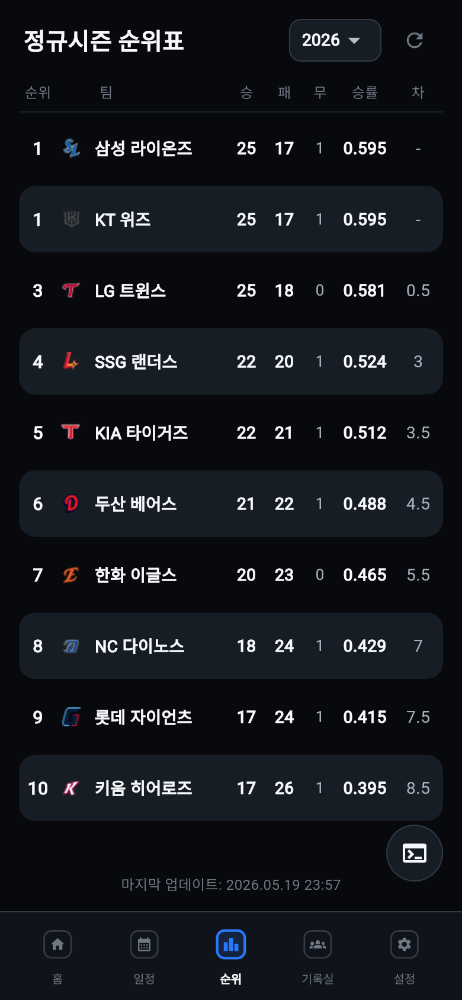 정규시즌 순위표 2026
순위 팀 승 패 무 승률 차
1 삼성 라이온즈 25 17 1 0.595 -
1 KT 위즈 25 17 1 0.595 -
3 LG 트윈스 25 18 0 0.581 0.5
4 SSG 랜더스 22 20 1 0.524 3
5 KIA 타이거즈 22 21 1 0.512 3.5
6 두산 베어스 21 22 1 0.488 4.5
7 한화 이글스 20 23 0 0.465 5.5
8 NC 다이노스 18 24 1 0.429 7
9 롯데 자이언츠 17 24 1 0.415 7.5
10 키움 히어로즈 17 26 1 0.395 8.5
마지막 업데이트: 2026.05.19 23:57
홈 일정 순위 기록실 설정